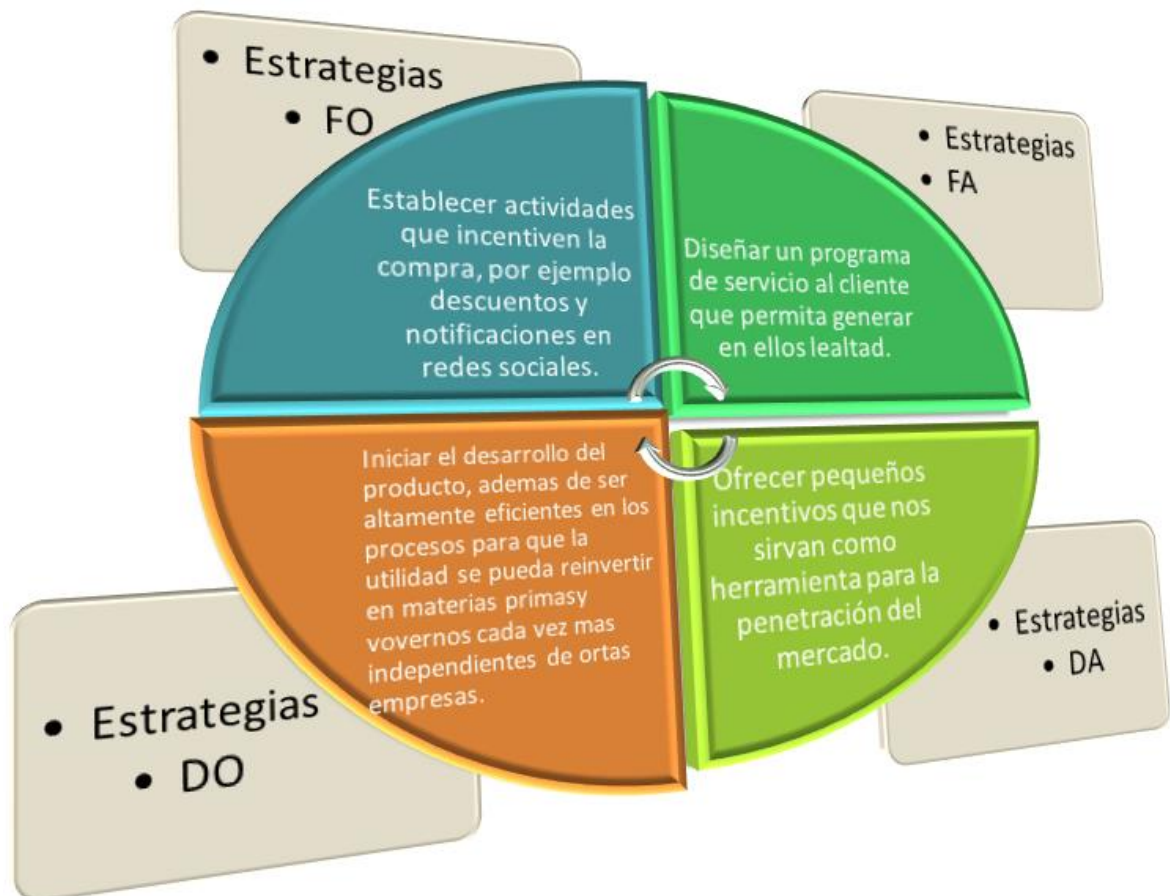 • Estrategias
• FO
Establecer actividades
que incentiven la
compra, por ejemplo
descuentos y
notificaciones en
redes sociales.
• Estrategias
• FA
Diseñar un programa
de servicio al cliente
que permita generar
en ellos lealtad.
Iniciar el desarrollo del
producto, ademas de ser
altamente eficientes en los
procesos para que la
utilidad se pueda reinvertir
en materias primasy
vovernos cada vez mas
independientes de ortas
empresas.
• Estrategias
• DO
Ofrecer pequeños
incentivos que nos
sirvan como
herramienta para la
penetración del
mercado.
• Estrategias
• DA